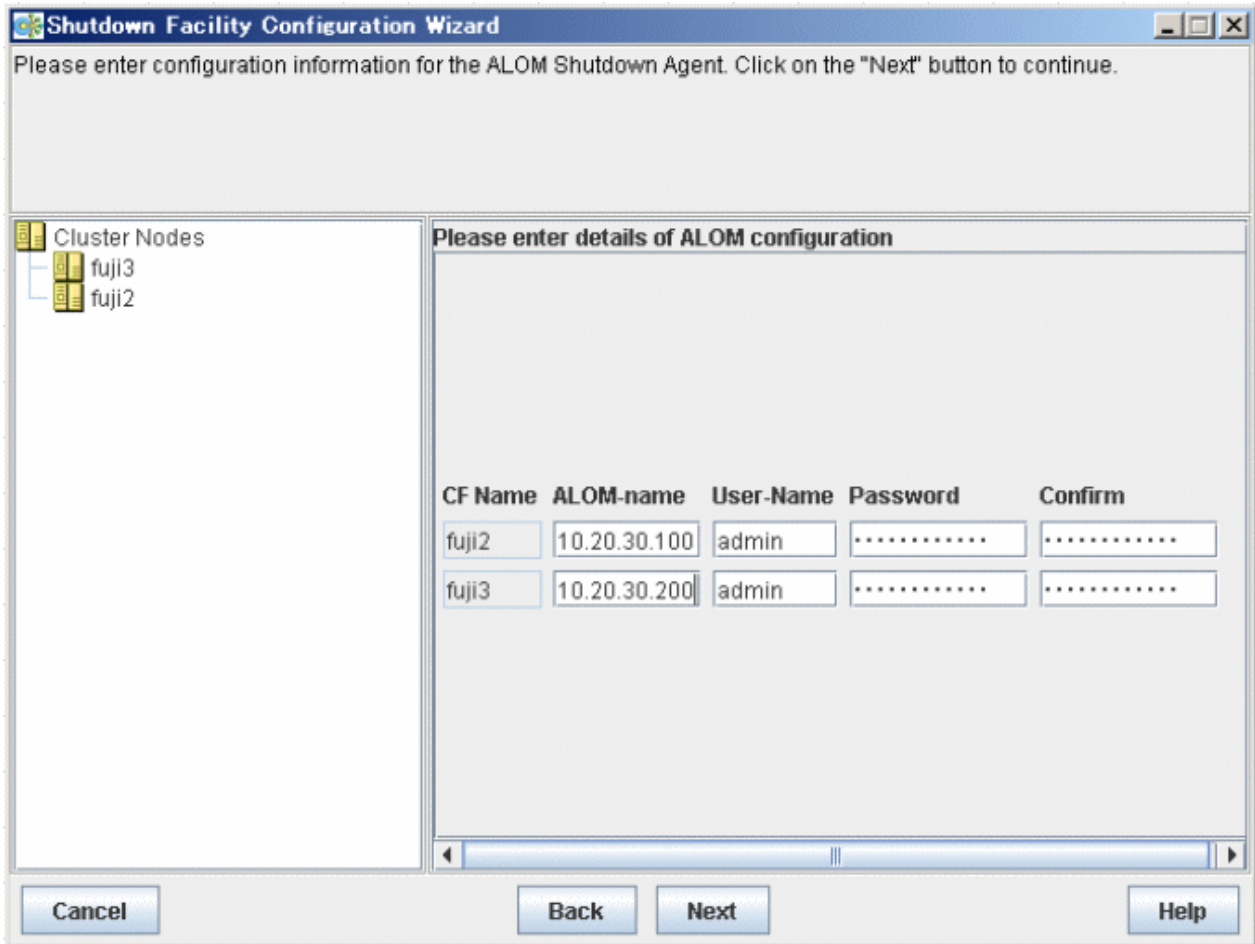 Shutdown Facility Configuration Wizard
Please enter configuration information for the ALOM Shutdown Agent. Click on the "Next" button to continue.
Cluster Nodes
fuji3
fuji2
Please enter details of ALOM configuration
CF Name ALOM-name User-Name Password Confirm
fuji2 10.20.30.100 admin ············ ············
fuji3 10.20.30.200 admin ············ ············
Cancel Back Next Help